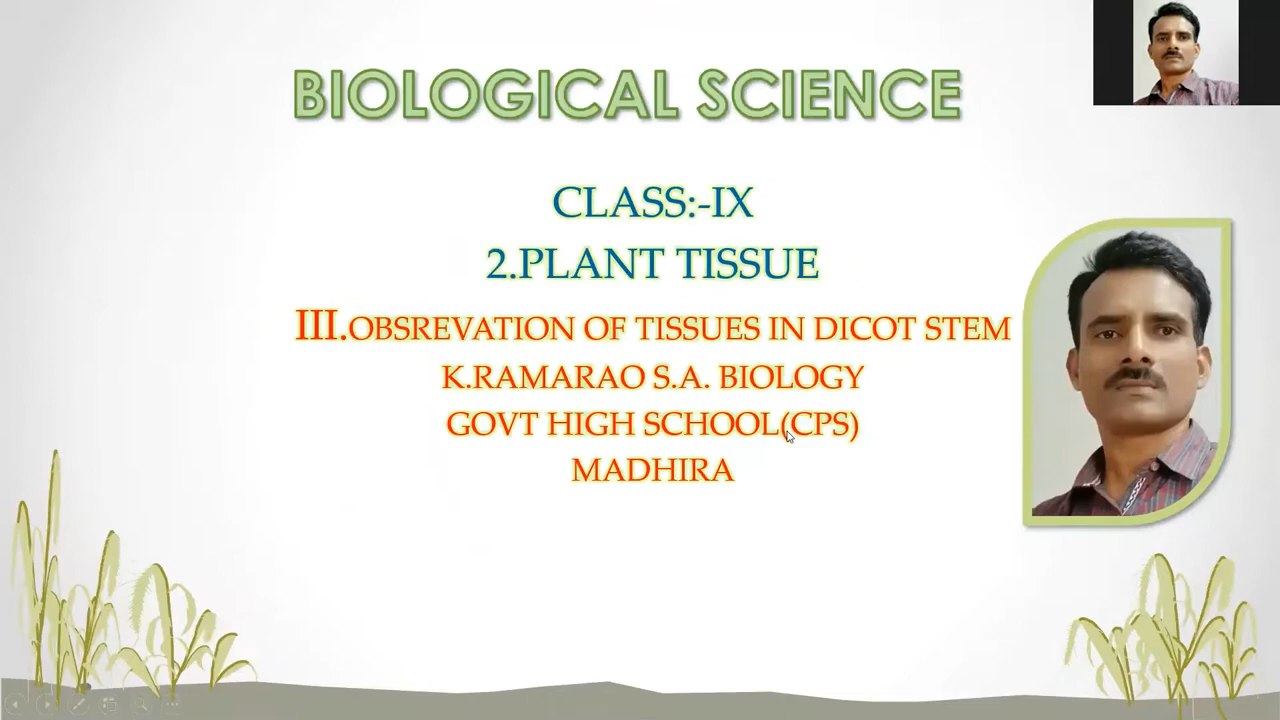 BIOLOGICAL SCIENCE
CLASS:-IX
2.PLANT TISSUE
III.OBSREVATION OF TISSUES IN DICOT STEM
K.RAMARAO S.A. BIOLOGY
GOVT HIGH SCHOOL(CPS)
MADHIRA